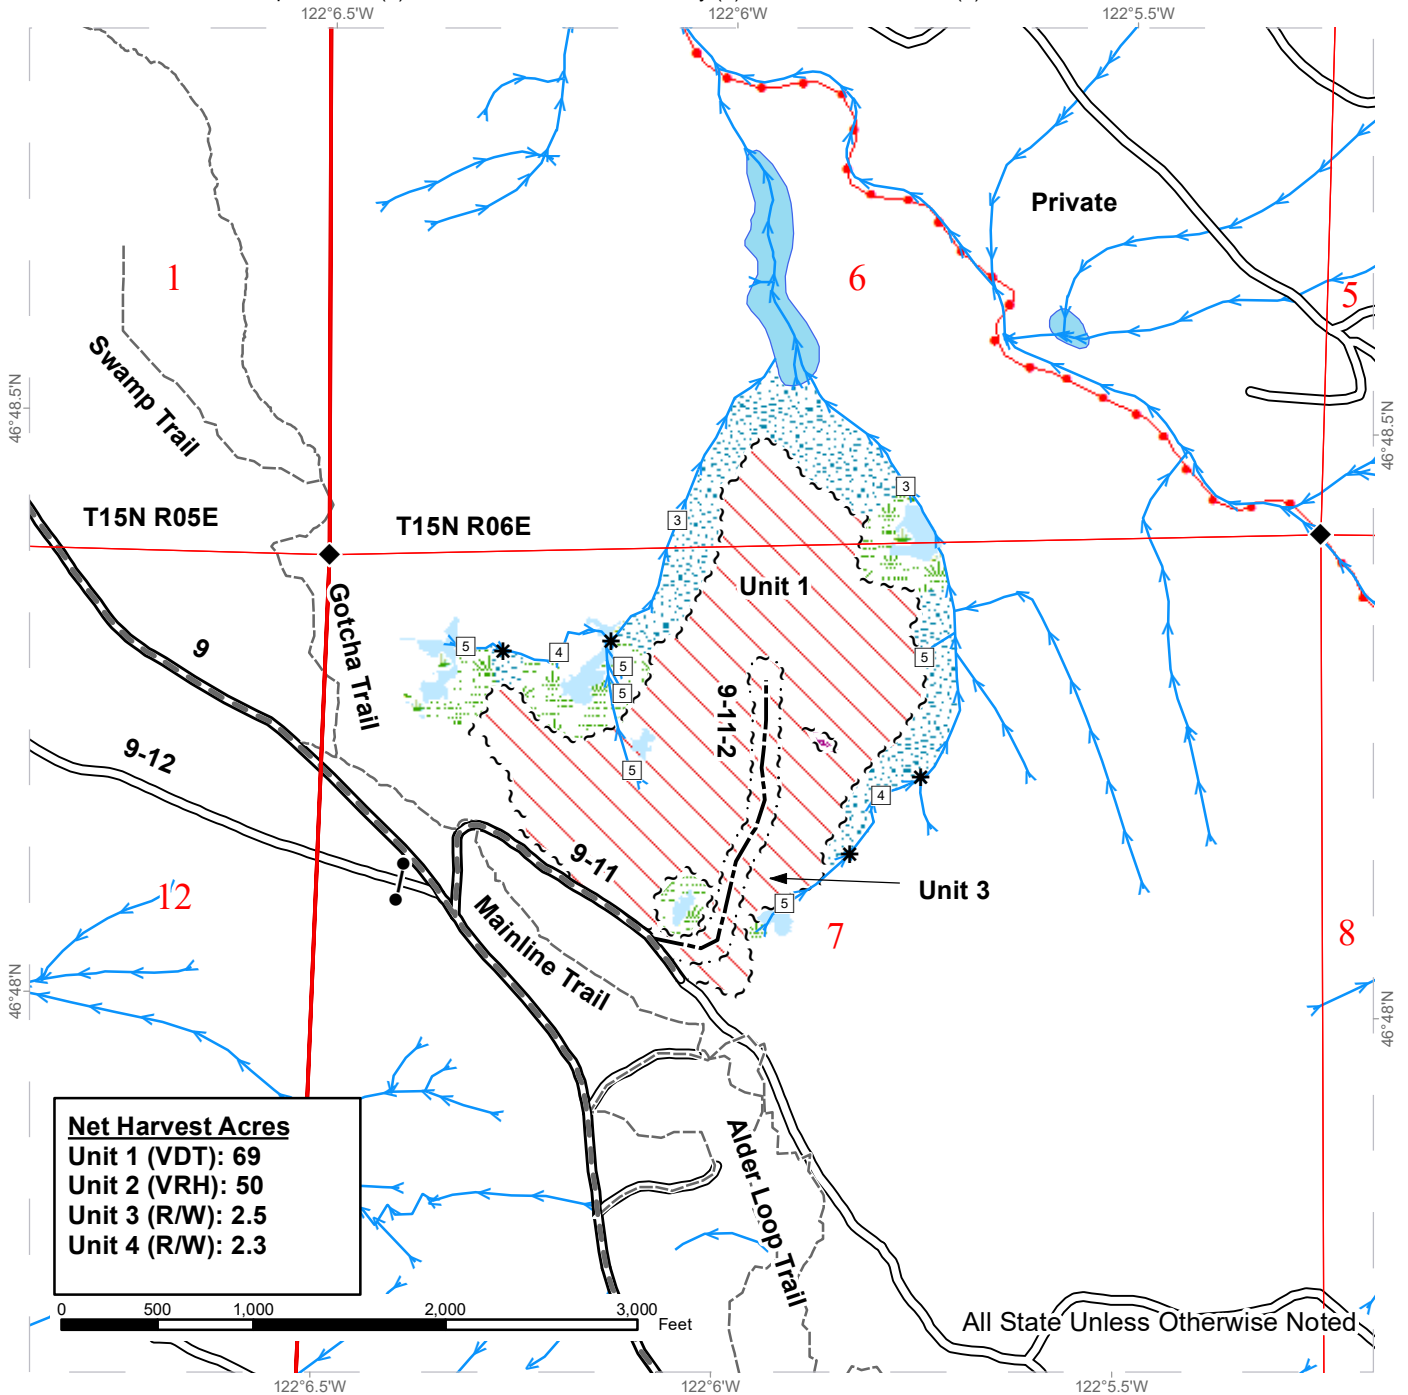 122°6.5'W
122°6'W
122°5.5'W
Private
1
6
5
Swamp Trail
46°48.5'N
46°48.5'N
3
T15N R05E
T15N R06E
3
Unit 1
Gotcha Trail
9
5
4
5
5
5
9-11-2
9-12
5
4
9-11
Unit 3
12
5
7
8
Mainline Trail
46°48'N
46°48'N
Net Harvest Acres
Unit 1 (VDT): 69
Unit 2 (VRH): 50
Unit 3 (R/W): 2.5
Unit 4 (R/W): 2.3
Alder Loop Trail
0 500 1,000 2,000 3,000
Feet
All State Unless Otherwise Noted
122°6.5'W
122°6'W
122°5.5'W